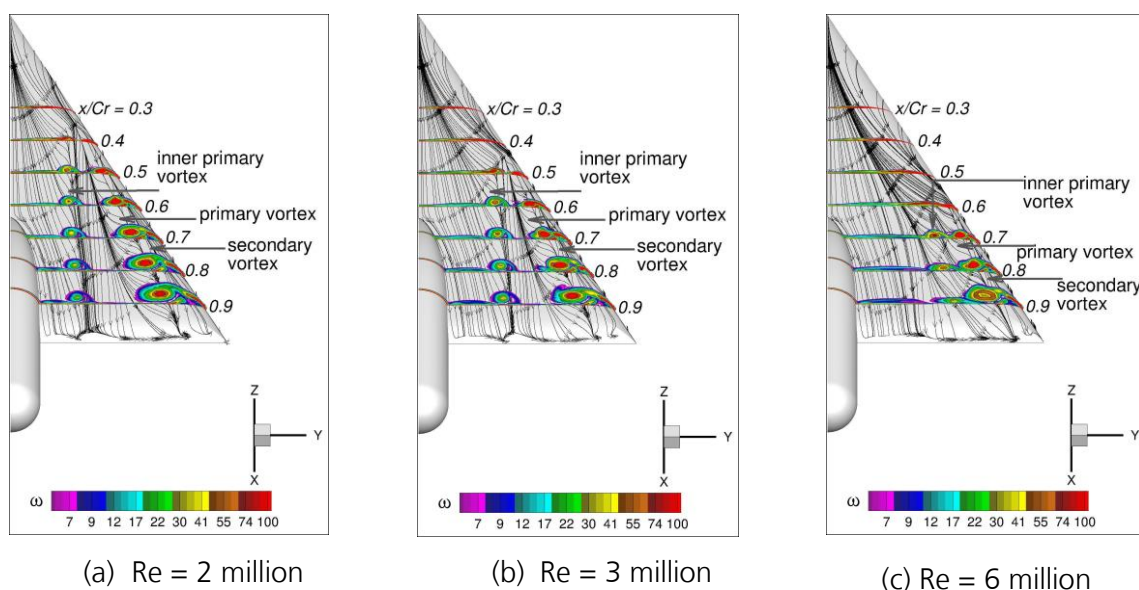 x/Cr = 0.3
0.4
0.5
inner primary
vortex
0.6
primary vortex
0.7
secondary
vortex
0.8
0.9
Z
Y
X
ω
7 9 12 17 22 30 41 55 74 100
(a) Re = 2 million
x/Cr = 0.3
0.4
0.5
inner primary
vortex
0.6
primary vortex
0.7
secondary
vortex
0.8
0.9
Z
Y
X
ω
7 9 12 17 22 30 41 55 74 100
(b) Re = 3 million
x/Cr = 0.3
0.4
0.5
inner primary
vortex
0.6
0.7
primary vortex
0.8
secondary
vortex
0.9
Z
Y
X
ω
7 9 12 17 22 30 41 55 74 100
(c) Re = 6 million